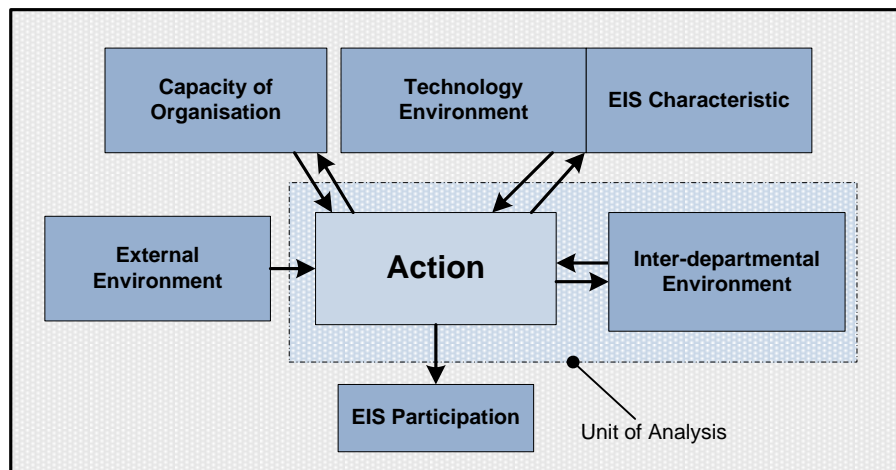 Capacity of
Organisation
Technology
Environment
EIS Characteristic
External
Environment
Action
Inter-departmental
Environment
EIS Participation
Unit of Analysis